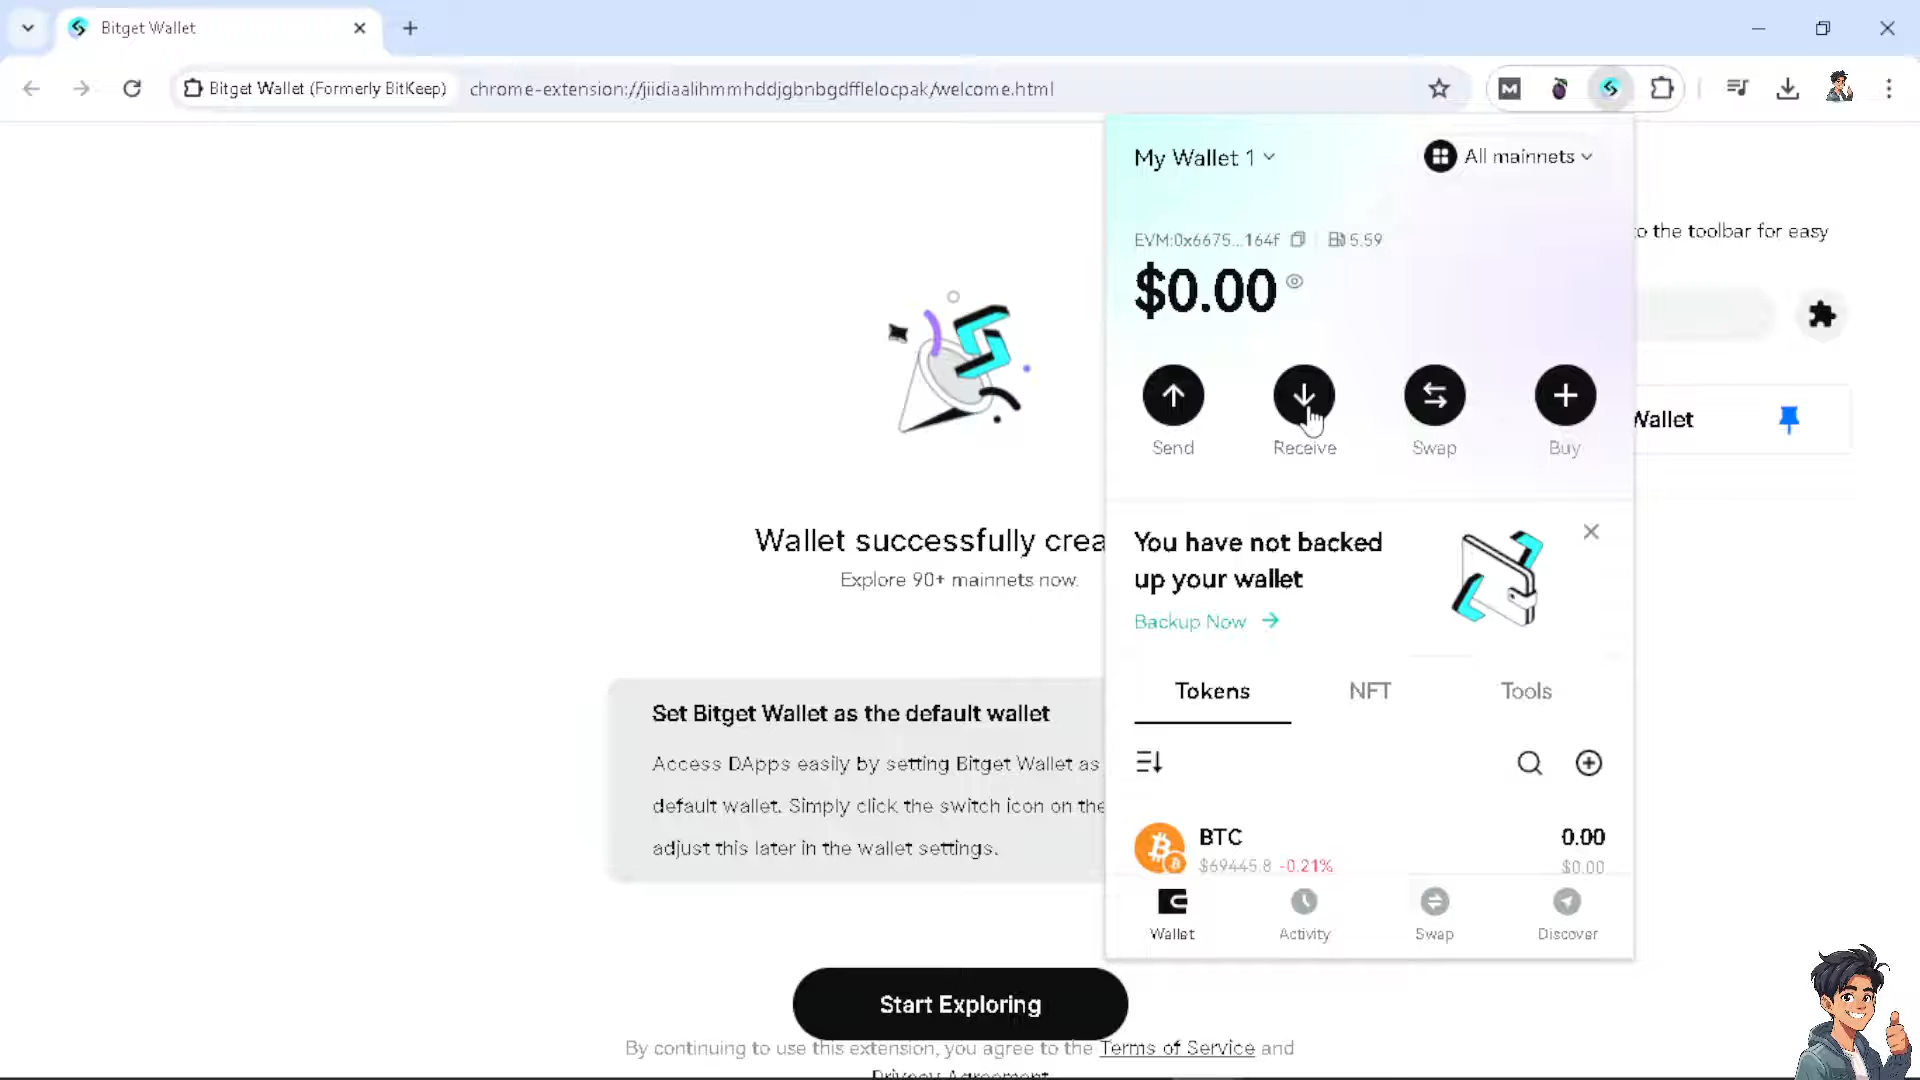 Bitget Wallet
Bitget Wallet (Formerly BitKeep)
chrome-extension://jiidiaalihmmhddjgbnbgdfflelocpak/welcome.html
My Wallet 1
All mainnets
EVM:0x6675...164f
5.59
$0.00
Send
Receive
Swap
Buy
You have not backed
up your wallet
Backup Now
Tokens
NFT
Tools
BTC
0.00
$69445.8 -0.21%
$0.00
Wallet
Activity
Swap
Discover
to the toolbar for easy
Wallet
Wallet successfully crea
Explore 90+ mainnets now.
Set Bitget Wallet as the default wallet
Access DApps easily by setting Bitget Wallet as
default wallet. Simply click the switch icon on the
adjust this later in the wallet settings.
Start Exploring
By continuing to use this extension, you agree to the Terms of Service and
Privacy Agreement